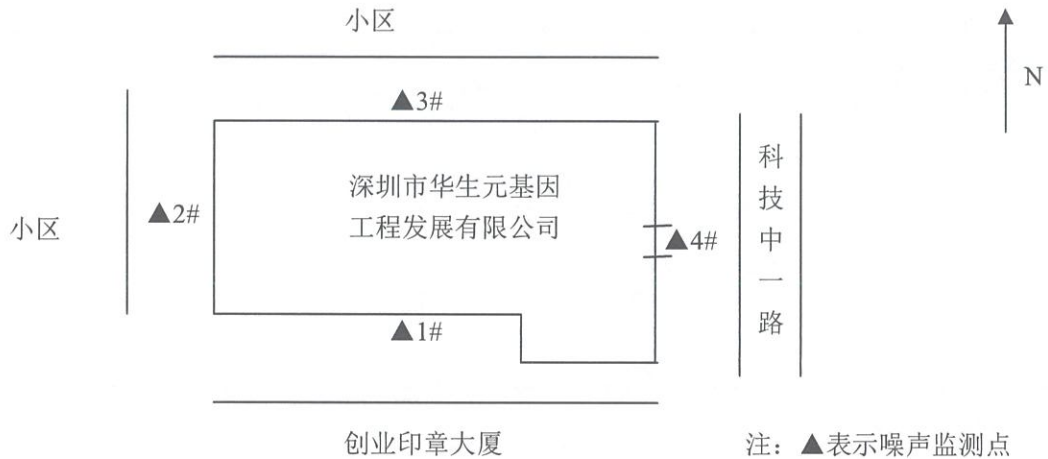 小区
N
▲3#
科技中一路
深圳市华生元基因
工程发展有限公司
小区
▲2#
▲4#
▲1#
创业印章大厦
注：▲表示噪声监测点